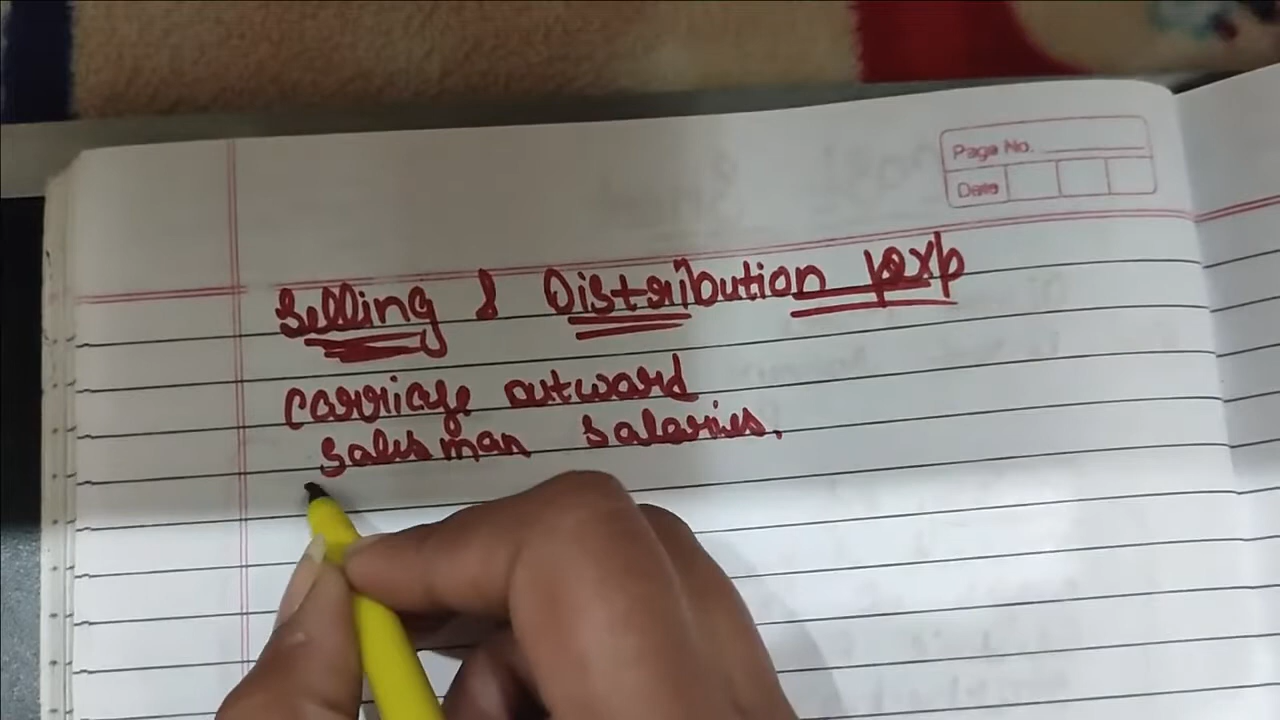 Page No.
Date
Selling & Distribution exp
carriage outward
salesman salaries.